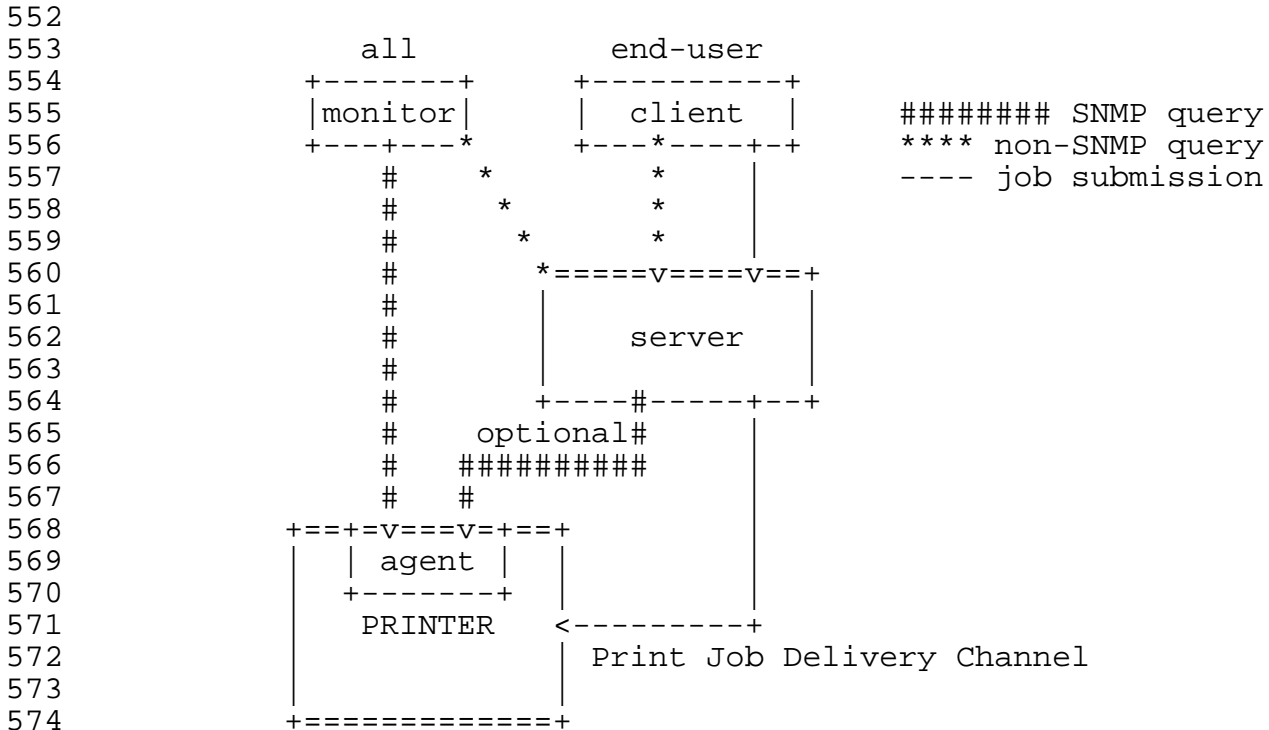 552
553                all          end-user
554             +-------+     +----------+
555             |monitor|     |  client  |     ######## SNMP query
556             +---+---*     +---*----+-+     **** non-SNMP query
557                 #    *        *    |       ---- job submission
558                 #     *       *    |
559                 #      *      *    |
560                 #       *=====v====v==+
561                 #       |             |
562                 #       |    server   |
563                 #       |             |
564                 #       +----#-----+--+
565                 #    optional#     |
566                 #   ##########     |
567                 #   #              |
568            +==+=v===v=+==+
569            |  | agent |  |         |
570            |  +-------+  |         |
571            |   PRINTER   <---------+
572            |             | Print Job Delivery Channel
573            |             |
574            +=============+